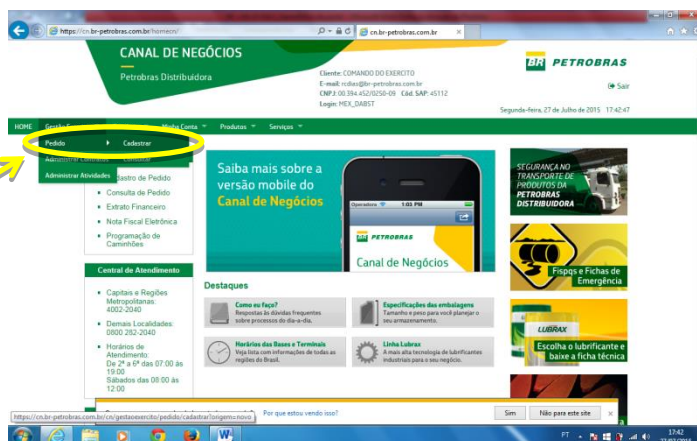 https://cn.br-petrobras.com.br/homecn/
cn.br-petrobras.com.br
CANAL DE NEGÓCIOS
Petrobras Distribuidora
Cliente: COMANDO DO EXERCITO
E-mail: rcdiax@br-petrobras.com.br
CNPJ: 00.394.452/0250-09 Cód. SAP: 45112
Login: MEX_DABST
BR PETROBRAS
Sair
Segunda-feira, 27 de Julho de 2015 17:42:47
HOME
Minha Conta
Produtos
Serviços
Pedido
Cadastrar
Administrar Contratos
Consultar
Administrar Atividades
Cadastro de Pedido
Consulta de Pedido
Extrato Financeiro
Nota Fiscal Eletrônica
Programação de
Caminhões
Saiba mais sobre a
versão mobile do
Canal de Negócios
Operadora
1:01 PM
PETROBRAS
Canal de Negócios
SEGURANÇA NO
TRANSPORTE DE
PRODUTOS DA
PETROBRAS
DISTRIBUIDORA
Fispqs e Fichas de
Emergência
LUBRAX
Escolha o lubrificante e
baixe a ficha técnica
Central de Atendimento
Capitais e Regiões
Metropolitanas:
4002-2040
Demais Localidades:
0800 282-2040
Horários de
Atendimento:
De 2ª a 6ª das 07:00 às
19:00
Sábados das 08:00 às
12:00
Destaques
Como eu faço?
Respostas às dúvidas frequentes
sobre processos do dia-a-dia.
Especificações das embalagens
Tamanho e peso para você planejar o
seu armazenamento.
Horários das Bases e Terminais
Veja lista com informações de todas as
regiões do Brasil.
Linha Lubrax
A mais alta tecnologia de lubrificantes
industriais para o seu negócio.
https://cn.br-petrobras.com.br/cn/gestaoexercito/pedido/cadastrar?origem=novo
Por que estou vendo isso?
Sim
Não para este site
PT
17:42